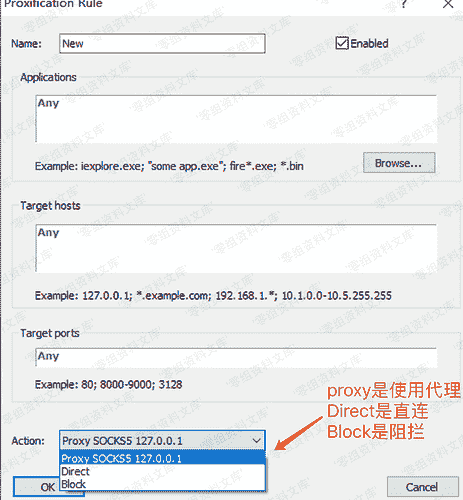 Proxification Rule
?
Name:
New
Enabled
Applications
Any
Example: iexplore.exe; "some app.exe"; fire*.exe; *.bin
Browse...
Target hosts
Any
Example: 127.0.0.1; *.example.com; 192.168.1.*; 10.1.0.0-10.5.255.255
Target ports
Any
Example: 80; 8000-9000; 3128
proxy是使用代理
Direct是直连
Block是阻拦
Action:
Proxy SOCKS5 127.0.0.1
Proxy SOCKS5 127.0.0.1
Direct
Block
OK
Cancel
"零组资料文库"